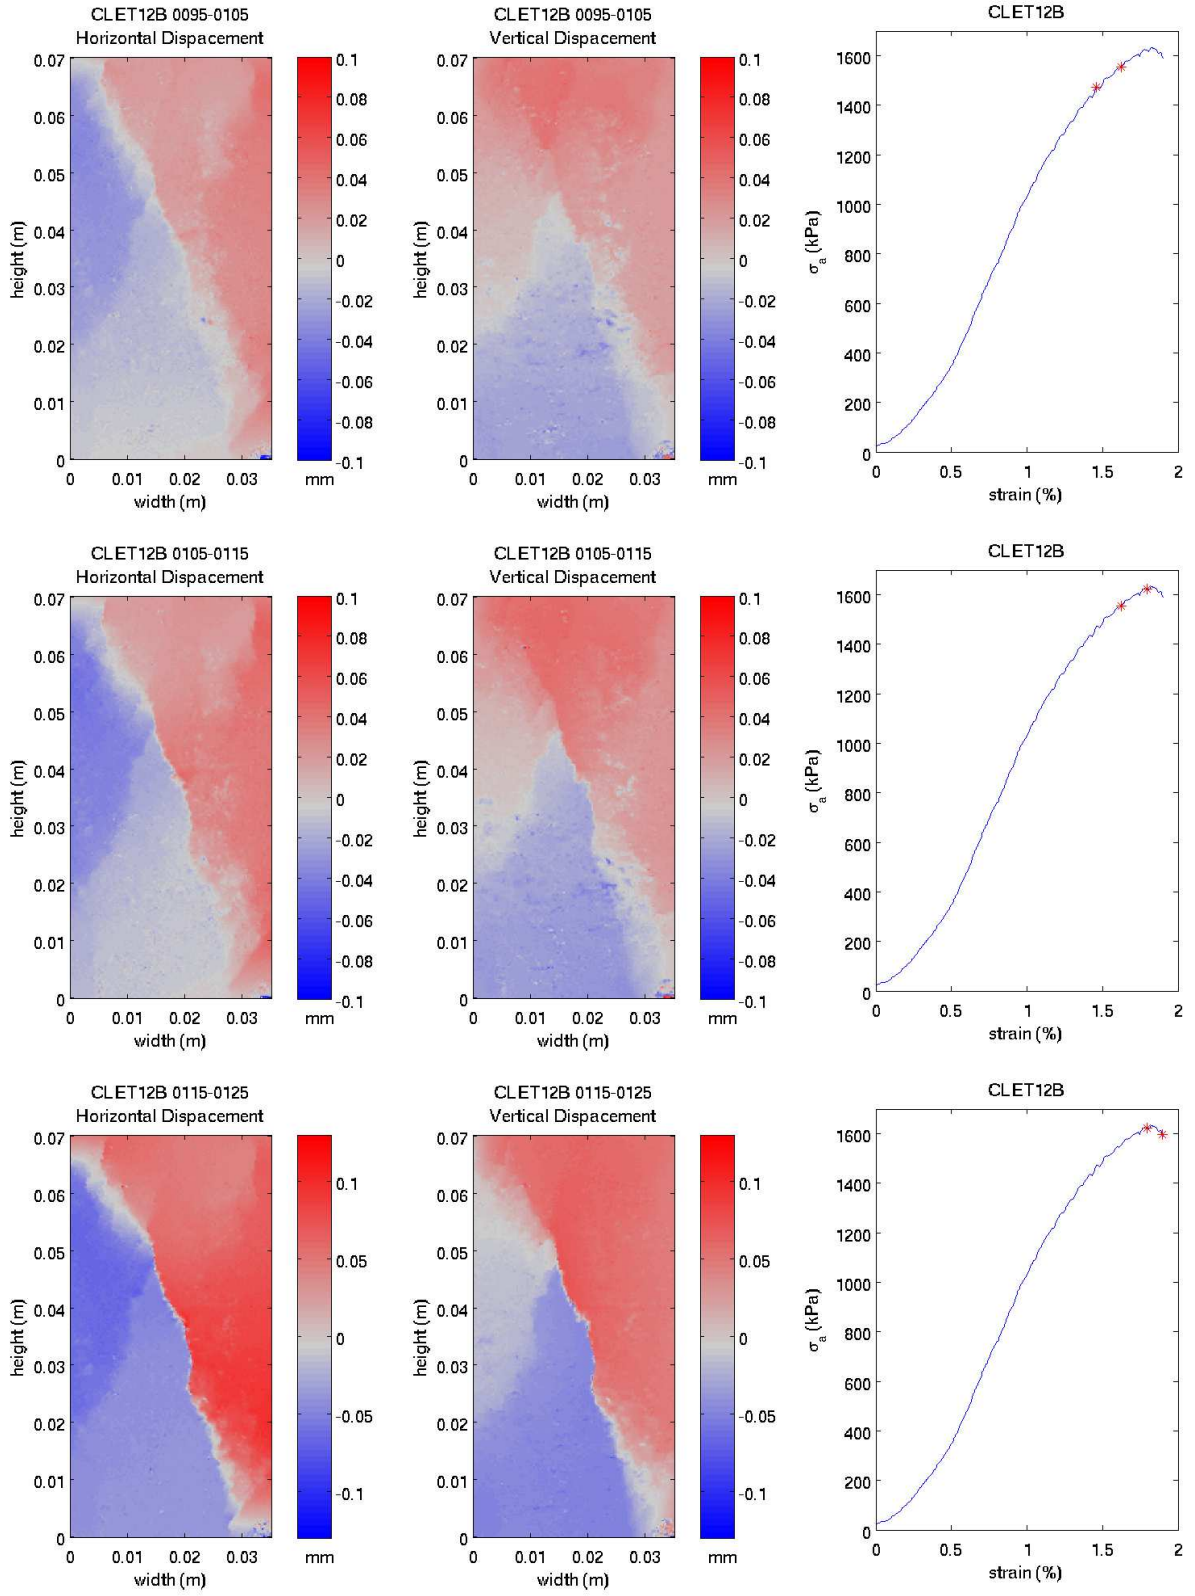 CLET12B 0095-0105
Horizontal Dispacement
0.07
0.06
0.05
0.04
0.03
0.02
0.01
0
height (m)
0 0.01 0.02 0.03
width (m)
0.1
0.08
0.06
0.04
0.02
0
-0.02
-0.04
-0.06
-0.08
-0.1
mm
CLET12B 0095-0105
Vertical Dispacement
0.07
0.06
0.05
0.04
0.03
0.02
0.01
0
height (m)
0 0.01 0.02 0.03
width (m)
0.1
0.08
0.06
0.04
0.02
0
-0.02
-0.04
-0.06
-0.08
-0.1
mm
CLET12B
1600
1400
1200
1000
800
600
400
200
0
σa (kPa)
0 0.5 1 1.5 2
strain (%)
CLET12B 0105-0115
Horizontal Dispacement
0.07
0.06
0.05
0.04
0.03
0.02
0.01
0
height (m)
0 0.01 0.02 0.03
width (m)
0.1
0.08
0.06
0.04
0.02
0
-0.02
-0.04
-0.06
-0.08
-0.1
mm
CLET12B 0105-0115
Vertical Dispacement
0.07
0.06
0.05
0.04
0.03
0.02
0.01
0
height (m)
0 0.01 0.02 0.03
width (m)
0.1
0.08
0.06
0.04
0.02
0
-0.02
-0.04
-0.06
-0.08
-0.1
mm
CLET12B
1600
1400
1200
1000
800
600
400
200
0
σa (kPa)
0 0.5 1 1.5 2
strain (%)
CLET12B 0115-0125
Horizontal Dispacement
0.07
0.06
0.05
0.04
0.03
0.02
0.01
0
height (m)
0 0.01 0.02 0.03
width (m)
0.1
0.05
0
-0.05
-0.1
mm
CLET12B 0115-0125
Vertical Dispacement
0.07
0.06
0.05
0.04
0.03
0.02
0.01
0
height (m)
0 0.01 0.02 0.03
width (m)
0.1
0.05
0
-0.05
-0.1
mm
CLET12B
1600
1400
1200
1000
800
600
400
200
0
σa (kPa)
0 0.5 1 1.5 2
strain (%)